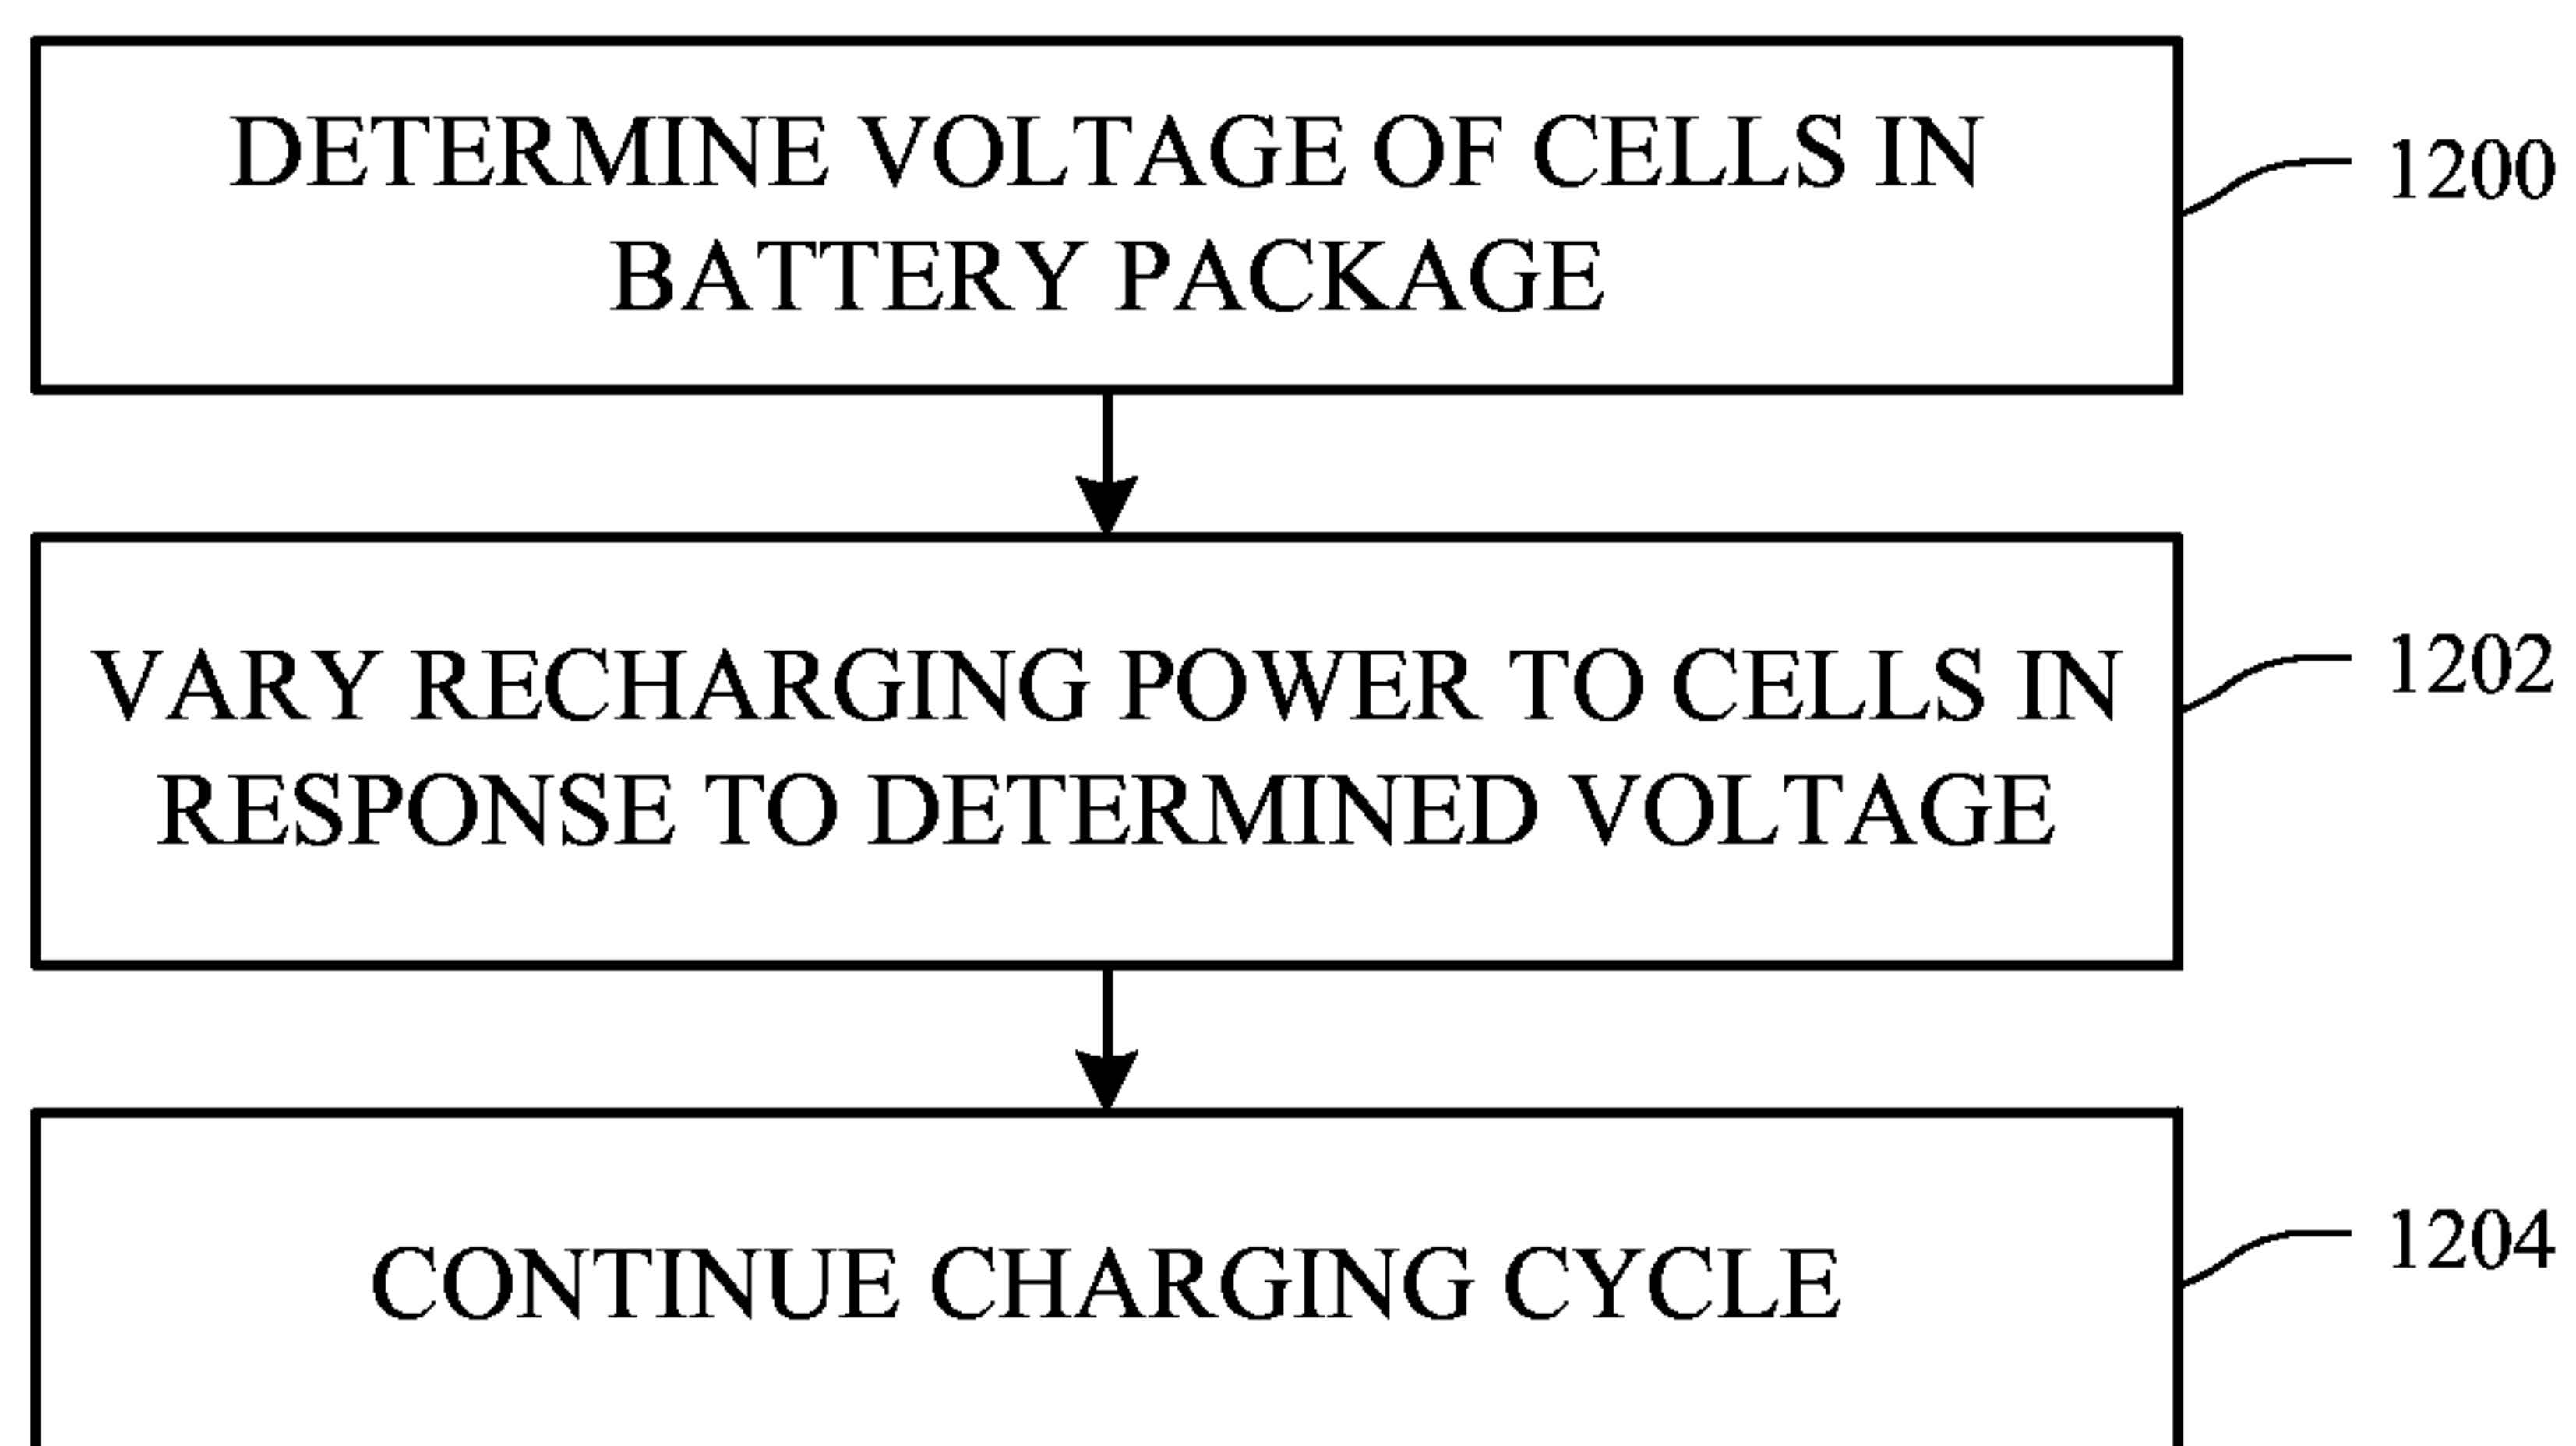 DETERMINE VOLTAGE OF CELLS IN
BATTERY PACKAGE
1200
VARY RECHARGING POWER TO CELLS IN
RESPONSE TO DETERMINED VOLTAGE
1202
CONTINUE CHARGING CYCLE
1204